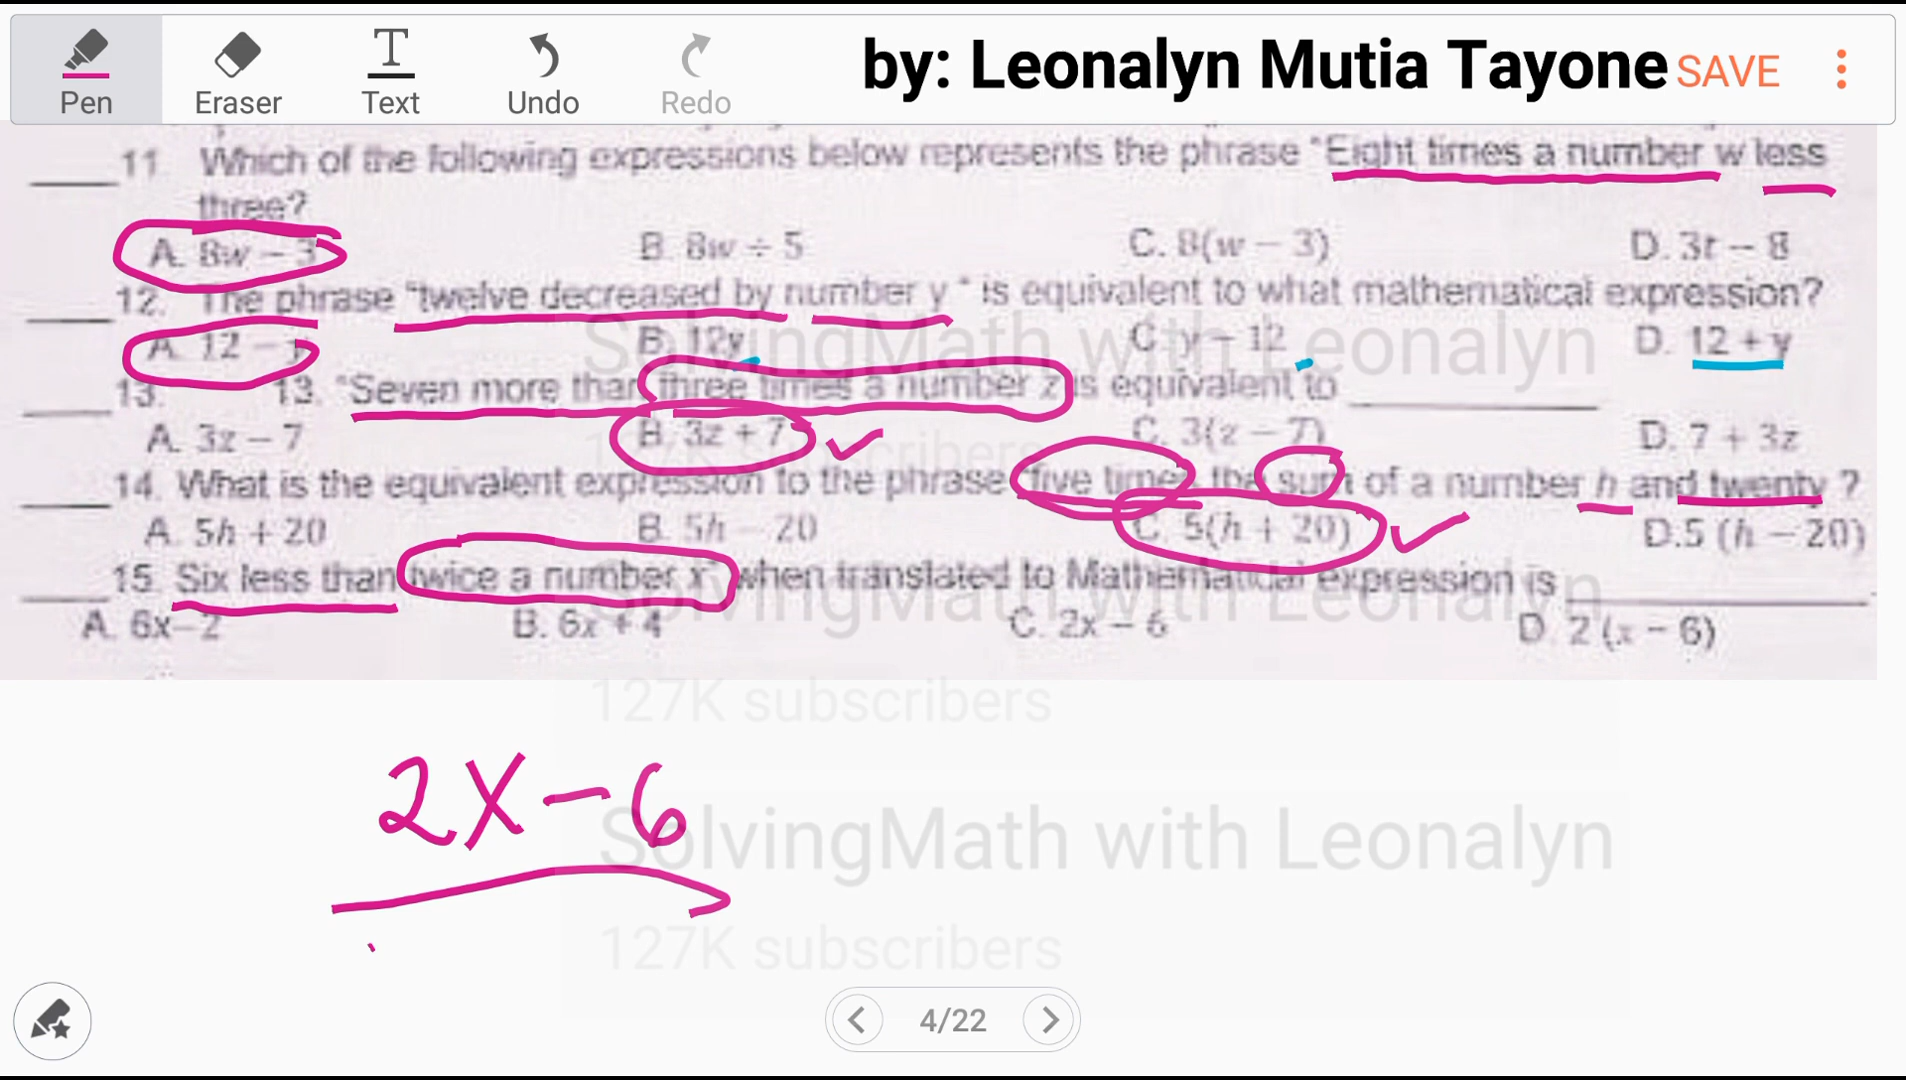 Pen Eraser Text Undo Redo by: Leonalyn Mutia Tayone SAVE
11 Which of the following expressions below represents the phrase "Eight times a number w less
three?
A. 8w – 3 B. 8w ÷ 5 C. 8(w – 3) D. 3t – 8
12. The phrase "twelve decreased by number y " is equivalent to what mathematical expression?
A. 12 – y B. 12y C. y – 12 D. 12 + y
13. 13. "Seven more than three times a number z is equivalent to
A. 3z – 7 B. 3z + 7 C. 3(z – 7) D. 7 + 3z
14. What is the equivalent expression to the phrase five times the sum of a number h and twenty ?
A. 5h + 20 B. 5h – 20 C. 5(h + 20) D.5 (h – 20)
15. Six less than twice a number x" when translated to Mathematical expression is
A. 6x–2 B. 6x + 4 C. 2x – 6 D. 2 (x – 6)
SolvingMath with Leonalyn
127K subscribers
SolvingMath with Leonalyn
127K subscribers
2x-6
SolvingMath with Leonalyn
127K subscribers
4/22